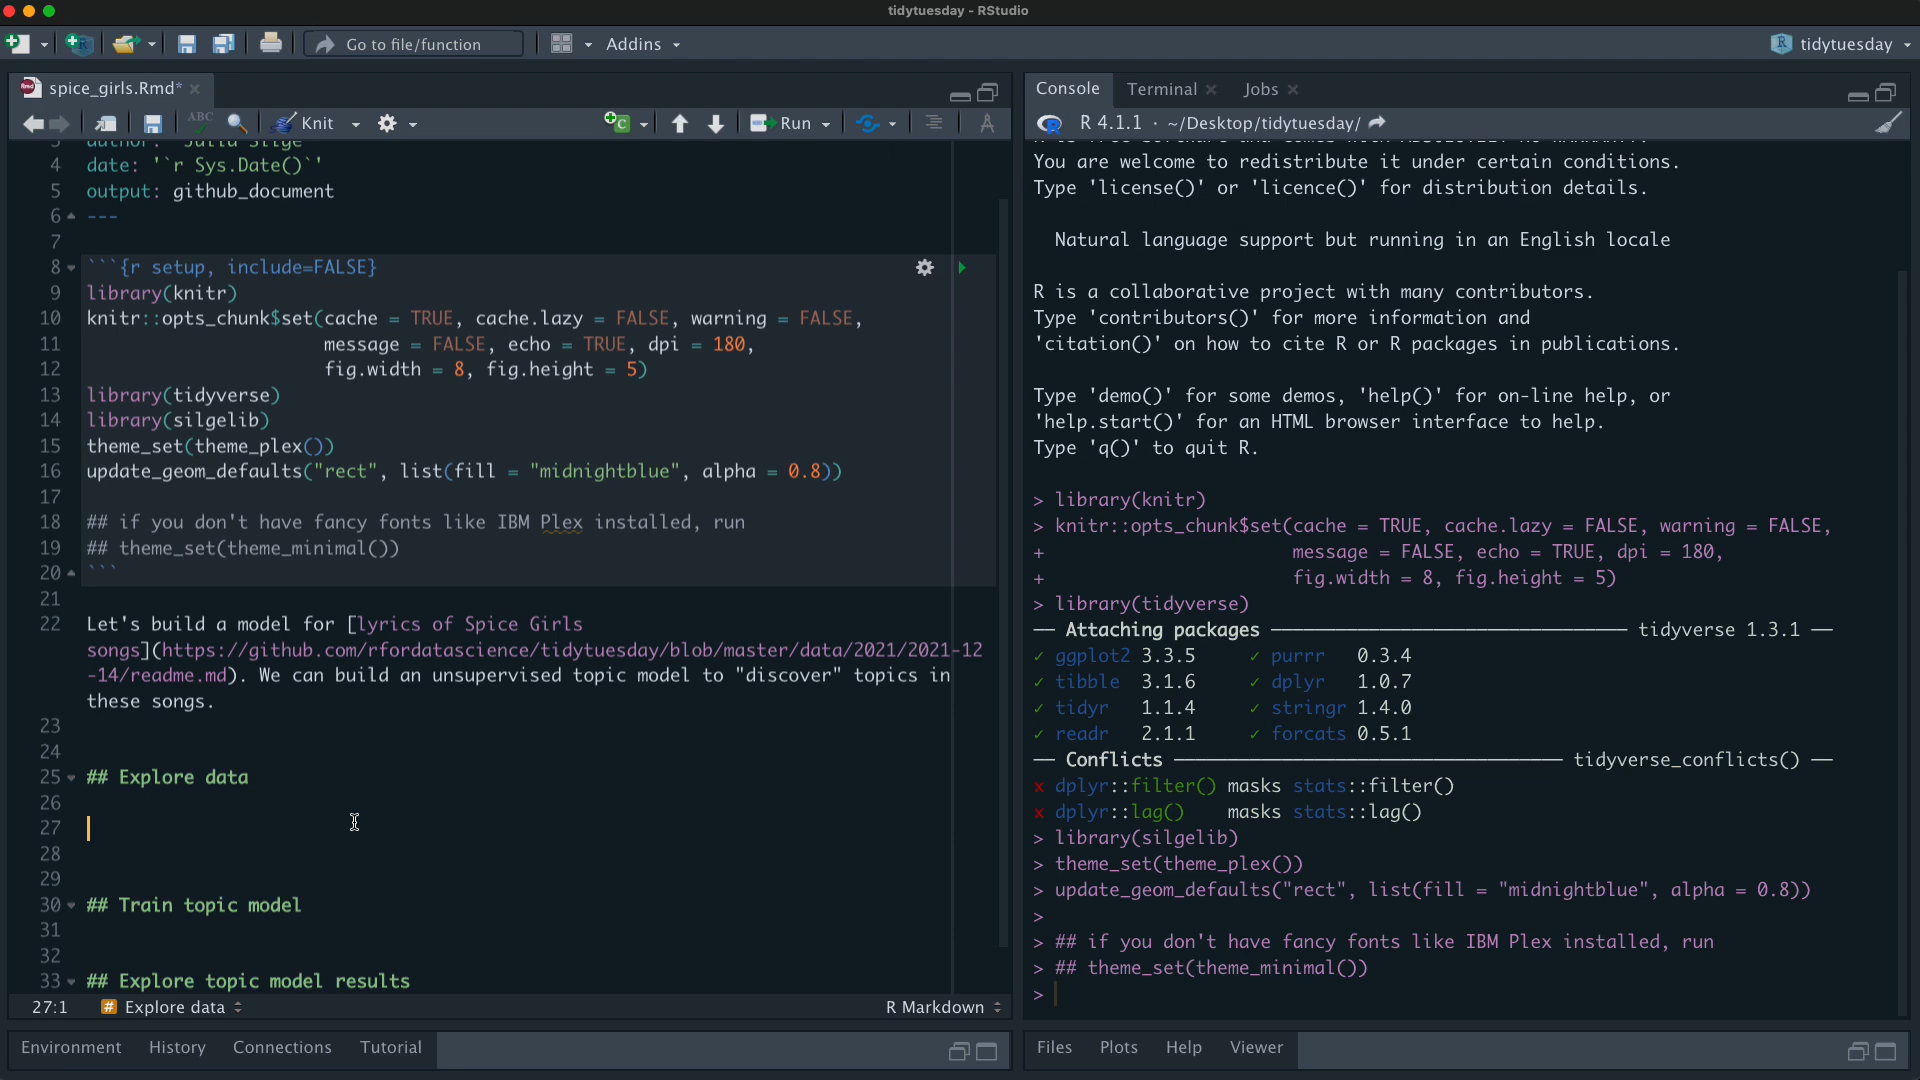 tidytuesday - RStudio
Go to file/function
Addins
tidytuesday
spice_girls.Rmd*
Knit
Run
3 author: "Julia Silge"
4 date: '`r Sys.Date()`'
5 output: github_document
6 ---
7
8 ```{r setup, include=FALSE}
9 library(knitr)
10 knitr::opts_chunk$set(cache = TRUE, cache.lazy = FALSE, warning = FALSE,
11 message = FALSE, echo = TRUE, dpi = 180,
12 fig.width = 8, fig.height = 5)
13 library(tidyverse)
14 library(silgelib)
15 theme_set(theme_plex())
16 update_geom_defaults("rect", list(fill = "midnightblue", alpha = 0.8))
17
18 ## if you don't have fancy fonts like IBM Plex installed, run
19 ## theme_set(theme_minimal())
20 ```
21
22 Let's build a model for [lyrics of Spice Girls
songs](https://github.com/rfordatascience/tidytuesday/blob/master/data/2021/2021-12
-14/readme.md). We can build an unsupervised topic model to "discover" topics in
these songs.
23
24
25 ## Explore data
26
27
28
29
30 ## Train topic model
31
32
33 ## Explore topic model results
27:1 # Explore data
R Markdown
Environment History Connections Tutorial
Console Terminal Jobs
R 4.1.1 · ~/Desktop/tidytuesday/
You are welcome to redistribute it under certain conditions.
Type 'license()' or 'licence()' for distribution details.
Natural language support but running in an English locale
R is a collaborative project with many contributors.
Type 'contributors()' for more information and
'citation()' on how to cite R or R packages in publications.
Type 'demo()' for some demos, 'help()' for on-line help, or
'help.start()' for an HTML browser interface to help.
Type 'q()' to quit R.
> library(knitr)
> knitr::opts_chunk$set(cache = TRUE, cache.lazy = FALSE, warning = FALSE,
+ message = FALSE, echo = TRUE, dpi = 180,
+ fig.width = 8, fig.height = 5)
> library(tidyverse)
── Attaching packages ── tidyverse 1.3.1 ──
✓ ggplot2 3.3.5 ✓ purrr 0.3.4
✓ tibble 3.1.6 ✓ dplyr 1.0.7
✓ tidyr 1.1.4 ✓ stringr 1.4.0
✓ readr 2.1.1 ✓ forcats 0.5.1
── Conflicts ── tidyverse_conflicts() ──
x dplyr::filter() masks stats::filter()
x dplyr::lag() masks stats::lag()
> library(silgelib)
> theme_set(theme_plex())
> update_geom_defaults("rect", list(fill = "midnightblue", alpha = 0.8))
>
> ## if you don't have fancy fonts like IBM Plex installed, run
> ## theme_set(theme_minimal())
>
Files Plots Help Viewer